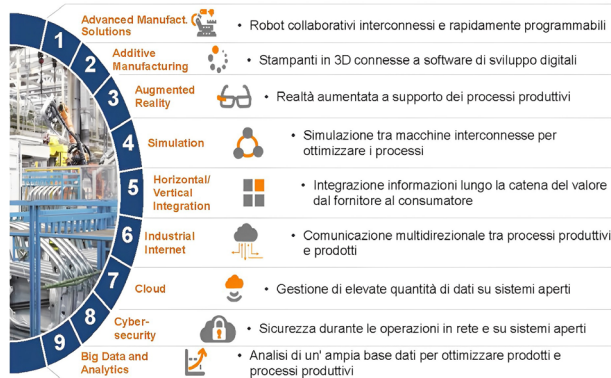 1
Advanced Manufact.
Solutions
• Robot collaborativi interconnessi e rapidamente programmabili
2
Additive
Manufacturing
• Stampanti in 3D connesse a software di sviluppo digitali
3
Augmented
Reality
• Realtà aumentata a supporto dei processi produttivi
4
Simulation
• Simulazione tra macchine interconnesse per
ottimizzare i processi
5
Horizontal/
Vertical
Integration
• Integrazione informazioni lungo la catena del valore
dal fornitore al consumatore
6
Industrial
Internet
• Comunicazione multidirezionale tra processi produttivi
e prodotti
7
Cloud
• Gestione di elevate quantità di dati su sistemi aperti
8
Cyber-
security
• Sicurezza durante le operazioni in rete e su sistemi aperti
9
Big Data and
Analytics
• Analisi di un' ampia base dati per ottimizzare prodotti e
processi produttivi